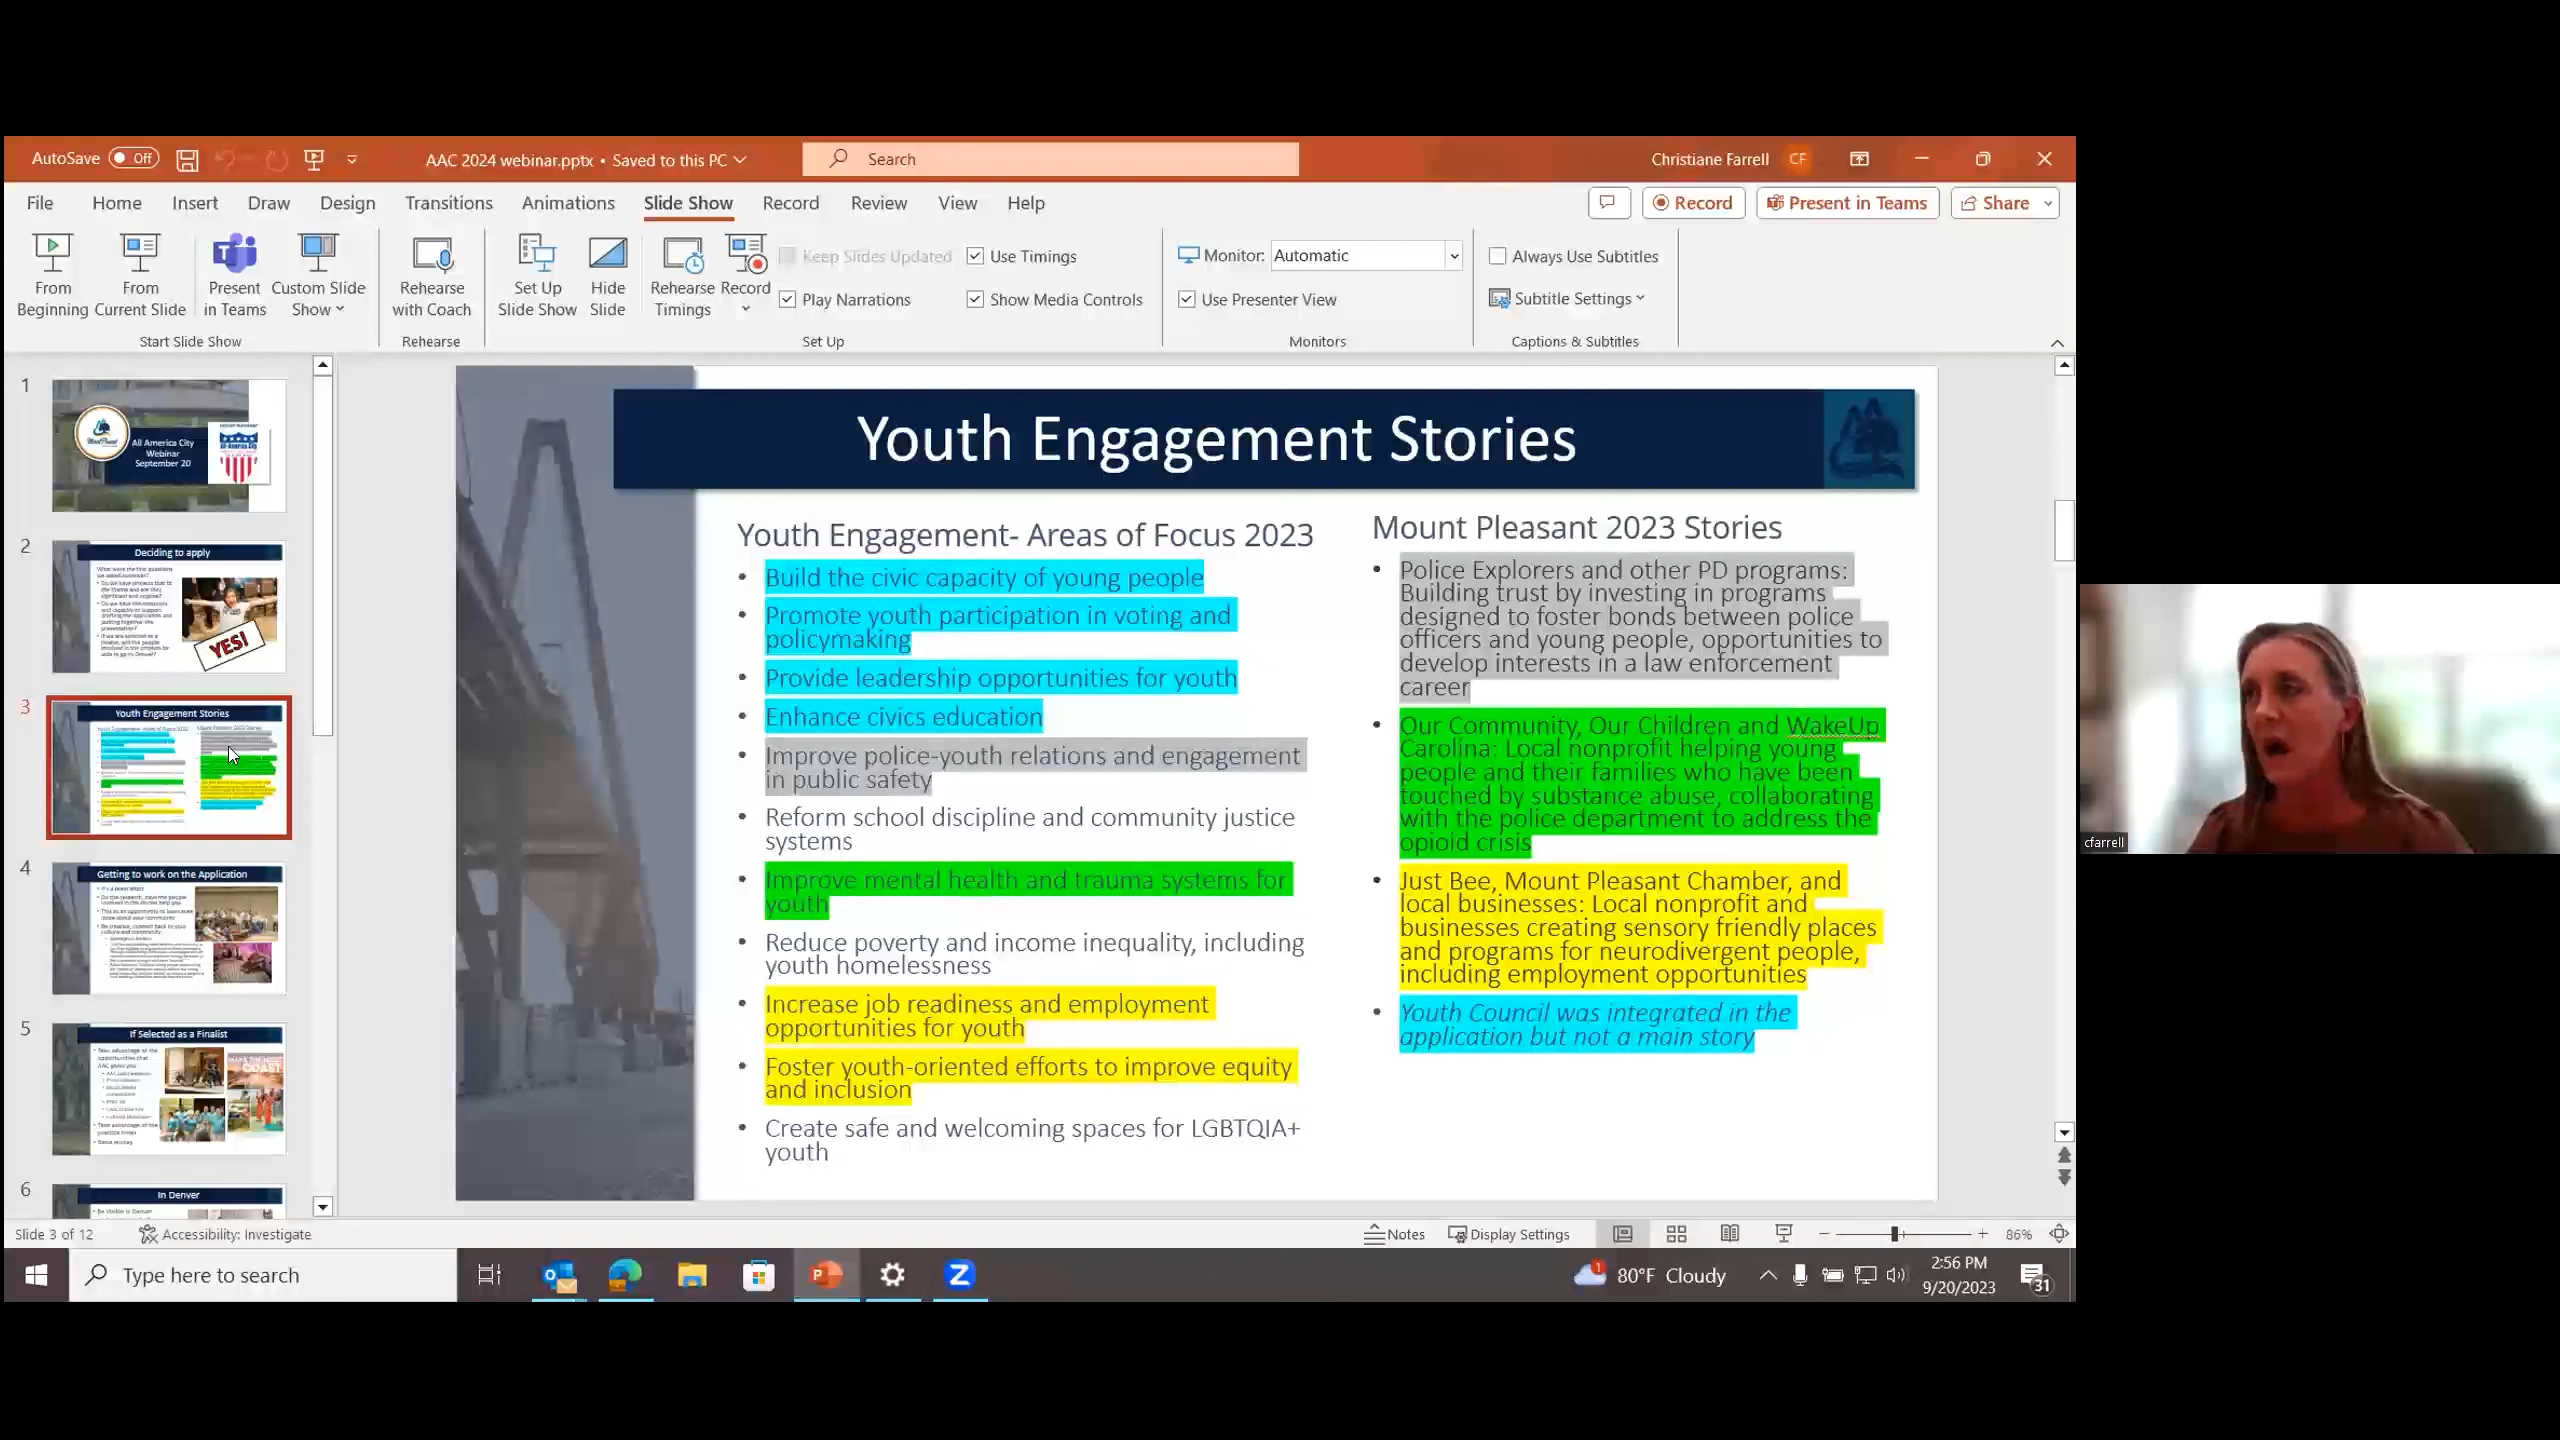 AutoSave Off
AAC 2024 webinar.pptx • Saved to this PC
Search
Christiane Farrell CF
File Home Insert Draw Design Transitions Animations Slide Show Record Review View Help
Record Present in Teams Share
From Beginning
From Current Slide
Present in Teams
Custom Slide Show
Start Slide Show
Rehearse with Coach
Rehearse
Set Up Slide Show
Hide Slide
Rehearse Timings
Record
Keep Slides Updated
Use Timings
Play Narrations
Show Media Controls
Set Up
Monitor: Automatic
Use Presenter View
Monitors
Always Use Subtitles
Subtitle Settings
Captions & Subtitles
1
All America City
Webinar
September 20
2
Deciding to apply
YES!
3
Youth Engagement Stories
4
Getting to work on the Application
5
If Selected as a Finalist
6
In Denver
Youth Engagement Stories
Youth Engagement- Areas of Focus 2023
• Build the civic capacity of young people
• Promote youth participation in voting and
policymaking
• Provide leadership opportunities for youth
• Enhance civics education
• Improve police-youth relations and engagement
in public safety
• Reform school discipline and community justice
systems
• Improve mental health and trauma systems for
youth
• Reduce poverty and income inequality, including
youth homelessness
• Increase job readiness and employment
opportunities for youth
• Foster youth-oriented efforts to improve equity
and inclusion
• Create safe and welcoming spaces for LGBTQIA+
youth
Mount Pleasant 2023 Stories
• Police Explorers and other PD programs:
Building trust by investing in programs
designed to foster bonds between police
officers and young people, opportunities to
develop interests in a law enforcement
career
• Our Community, Our Children and WakeUp
Carolina: Local nonprofit helping young
people and their families who have been
touched by substance abuse, collaborating
with the police department to address the
opioid crisis
• Just Bee, Mount Pleasant Chamber, and
local businesses: Local nonprofit and
businesses creating sensory friendly places
and programs for neurodivergent people,
including employment opportunities
• Youth Council was integrated in the
application but not a main story
cfarrell
Slide 3 of 12 Accessibility: Investigate
Notes Display Settings 86%
Type here to search
80°F Cloudy
2:56 PM
9/20/2023
31